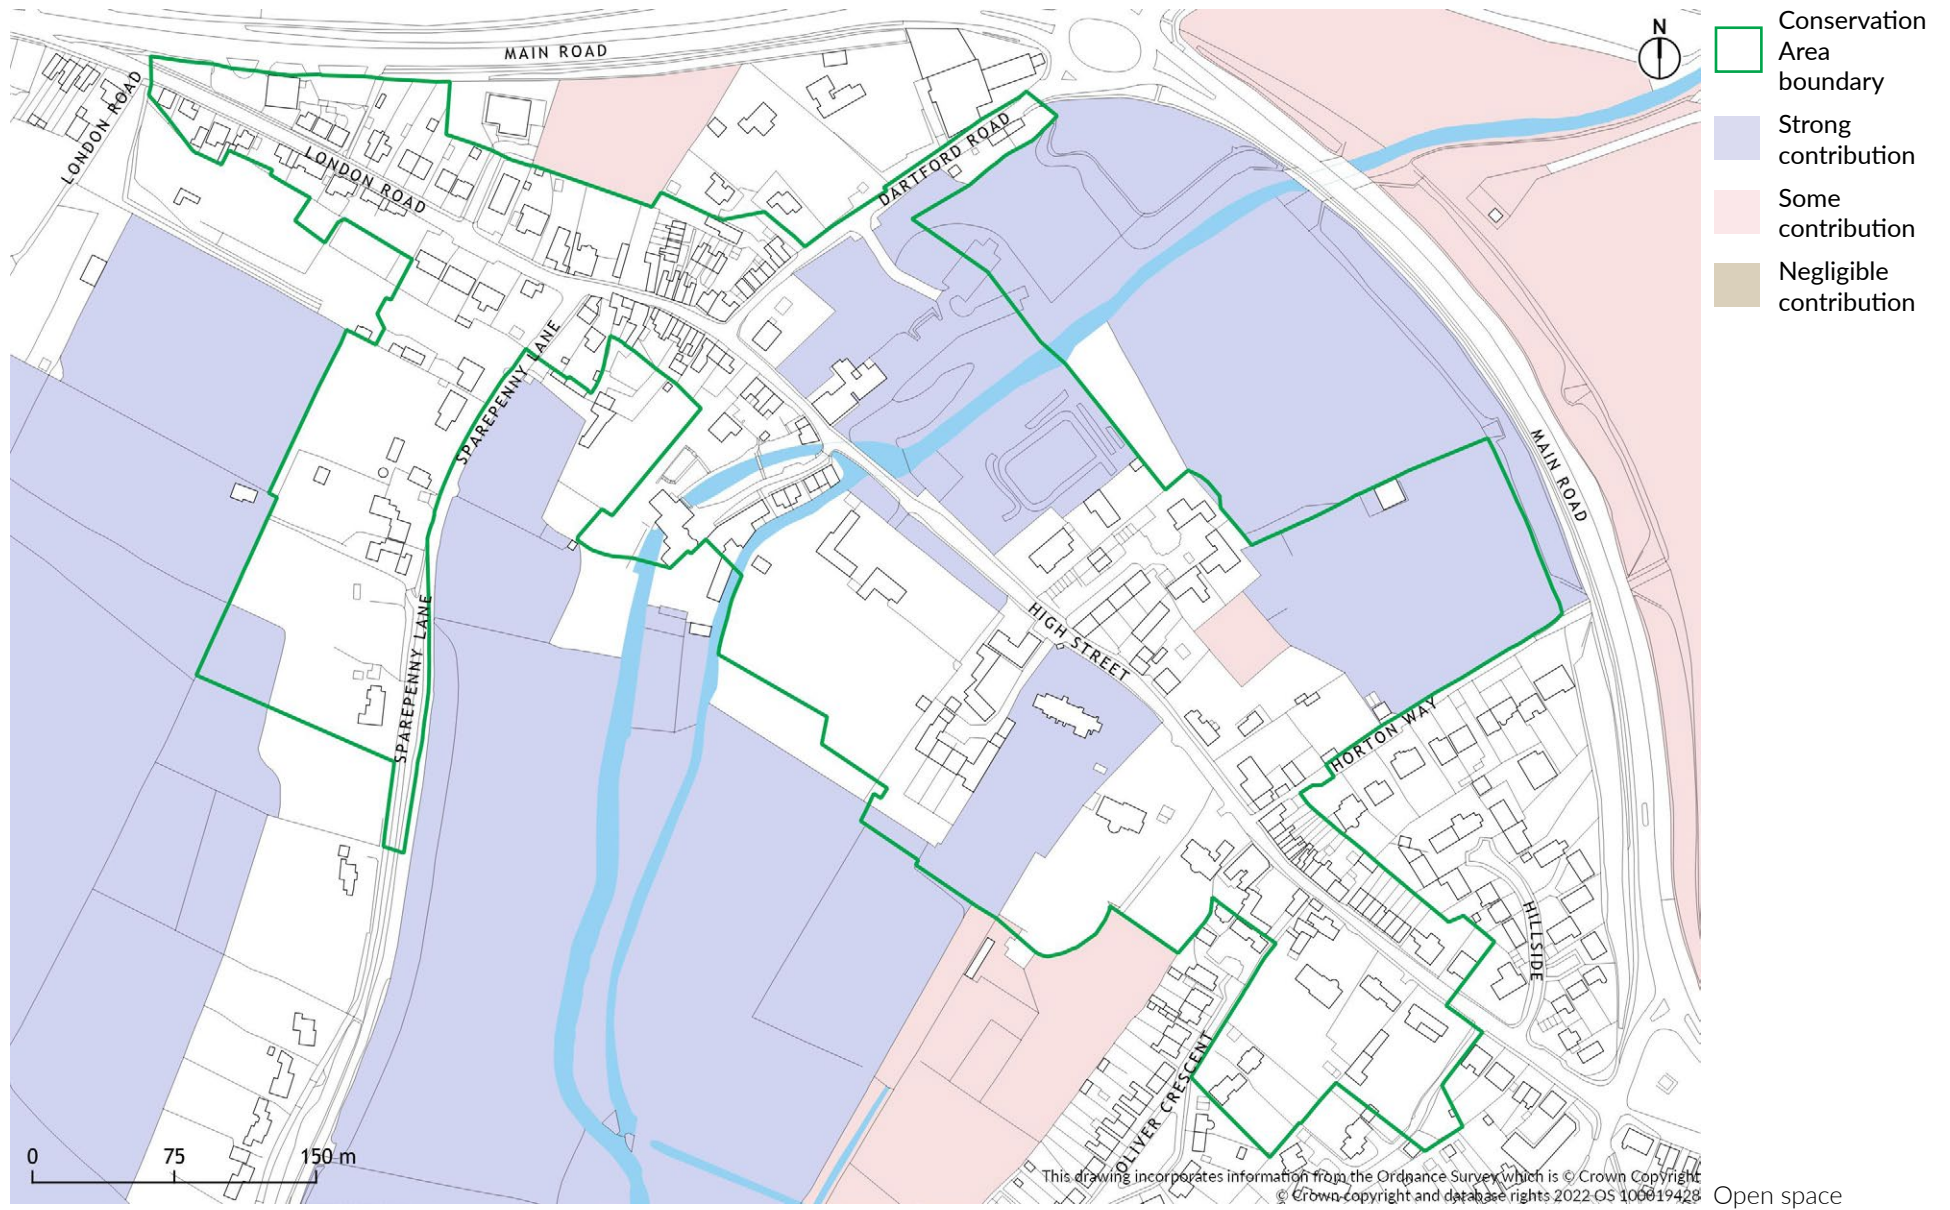 MAIN ROAD
N
LONDON ROAD
LONDON ROAD
DARTFORD ROAD
SPAREPENNY LANE
MAIN ROAD
SPAREPENNY LANE
HIGH STREET
HORTON WAY
HILLSIDE
OLIVER CRESCENT
0 75 150 m
This drawing incorporates information from the Ordnance Survey which is © Crown Copyright
© Crown copyright and database rights 2022 OS 100019428
Conservation
Area
boundary
Strong
contribution
Some
contribution
Negligible
contribution
Open space